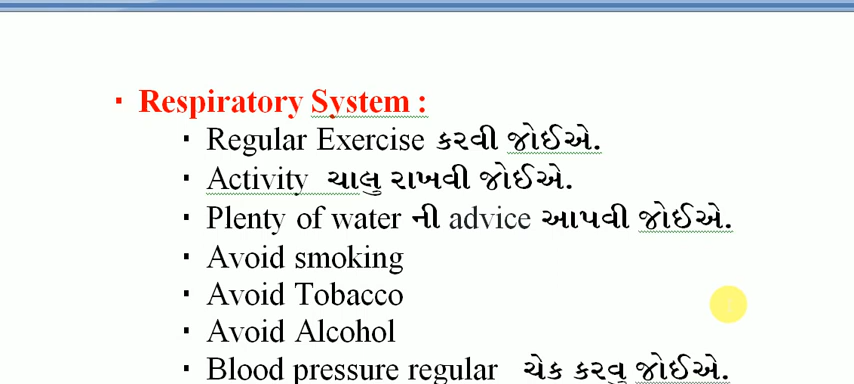 ▪ Respiratory System :
▪ Regular Exercise કરવી જોઈએ.
▪ Activity ચાલુ રાખવી જોઈએ.
▪ Plenty of water ની advice આપવી જોઈએ.
▪ Avoid smoking
▪ Avoid Tobacco
▪ Avoid Alcohol
▪ Blood pressure regular ચેક કરવુ જોઈએ.